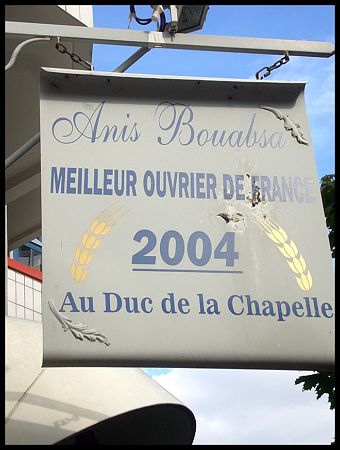 Anis Bouabsa
MEILLEUR OUVRIER DE FRANCE
2004
Au Duc de la Chapelle